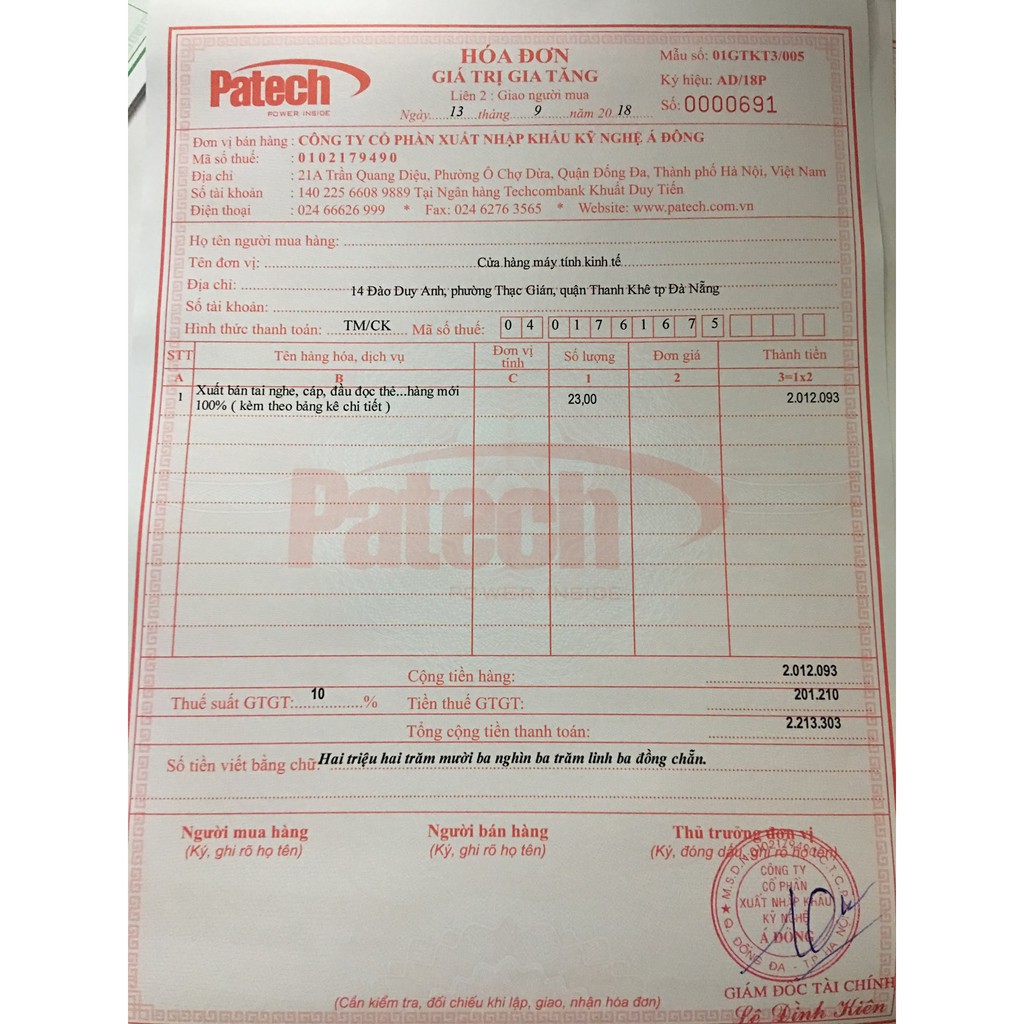 Patech
POWER INSIDE
HÓA ĐƠN
GIÁ TRỊ GIA TĂNG
Liên 2 : Giao người mua
Ngày.....13....tháng.....9......năm 20.18....
Mẫu số: 01GTKT3/005
Ký hiệu: AD/18P
Số: 0000691
Đơn vị bán hàng : CÔNG TY CỔ PHẦN XUẤT NHẬP KHẨU KỸ NGHỆ Á ĐÔNG
Mã số thuế: : 0102179490
Địa chỉ : 21A Trần Quang Diệu, Phường Ô Chợ Dừa, Quận Đống Đa, Thành phố Hà Nội, Việt Nam
Số tài khoản : 140 225 6608 9889 Tại Ngân hàng Techcombank Khuất Duy Tiến
Điện thoại : 024 66626 999 * Fax: 024 6276 3565 * Website: www.patech.com.vn
Họ tên người mua hàng:
Tên đơn vị: Cửa hàng máy tính kinh tế
Địa chỉ: 14 Đào Duy Anh, phường Thạc Gián, quận Thanh Khê tp Đà Nẵng
Số tài khoản:
Hình thức thanh toán: TM/CK Mã số thuế: 0 4 0 1 7 6 1 6 7 5
STT Tên hàng hóa, dịch vụ Đơn vị tính Số lượng Đơn giá Thành tiền
A B C 1 2 3=1x2
1 Xuất bán tai nghe, cáp, đầu đọc thẻ...hàng mới 23,00 2.012.093
100% ( kèm theo bảng kê chi tiết )
Patech
POWER INSIDE
Cộng tiền hàng: 2.012.093
Thuế suất GTGT: 10 % Tiền thuế GTGT: 201.210
Tổng cộng tiền thanh toán: 2.213.303
Số tiền viết bằng chữ: Hai triệu hai trăm mười ba nghìn ba trăm linh ba đồng chẵn.
Người mua hàng Người bán hàng Thủ trưởng đơn vị
(Ký, ghi rõ họ tên) (Ký, ghi rõ họ tên) (Ký, đóng dấu, ghi rõ họ tên)
CÔNG TY
CỔ PHẦN
XUẤT NHẬP KHẨU
KỸ NGHỆ
Á ĐÔNG
Q. ĐỐNG ĐA - T.P HÀ NỘI
GIÁM ĐỐC TÀI CHÍNH
Lê Đình Kiên
(Cần kiểm tra, đối chiếu khi lập, giao, nhận hóa đơn)